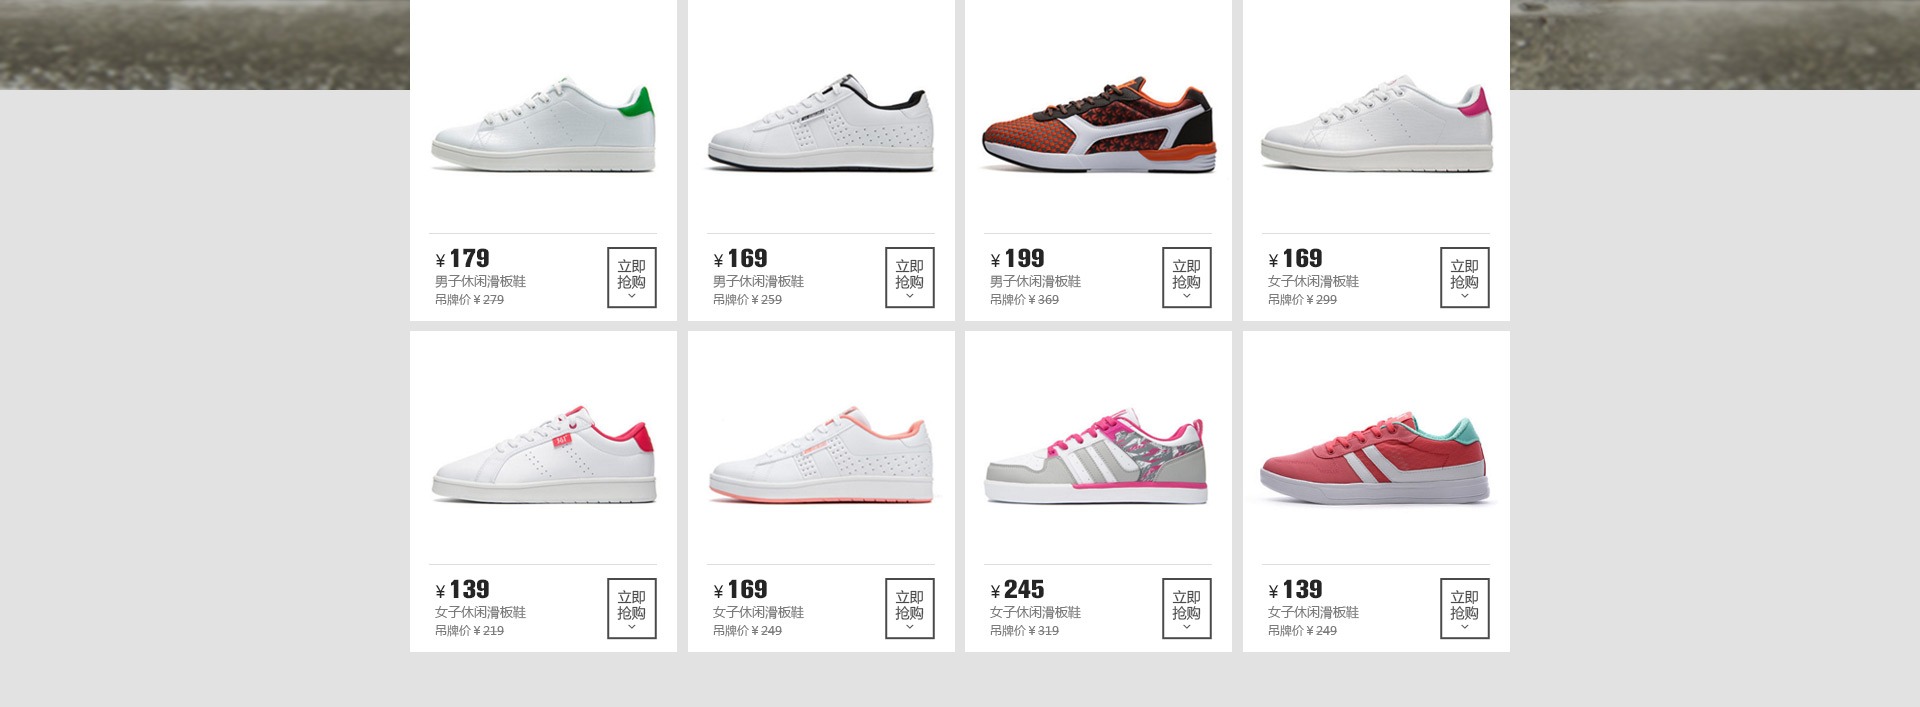 ¥179
男子休闲滑板鞋
吊牌价 ¥ 279
立即
抢购
¥169
男子休闲滑板鞋
吊牌价 ¥ 259
立即
抢购
¥199
男子休闲滑板鞋
吊牌价 ¥ 369
立即
抢购
¥169
女子休闲滑板鞋
吊牌价 ¥ 299
立即
抢购
361°
¥139
女子休闲滑板鞋
吊牌价 ¥ 219
立即
抢购
¥169
女子休闲滑板鞋
吊牌价 ¥ 249
立即
抢购
¥245
女子休闲滑板鞋
吊牌价 ¥ 319
立即
抢购
¥139
女子休闲滑板鞋
吊牌价 ¥ 249
立即
抢购